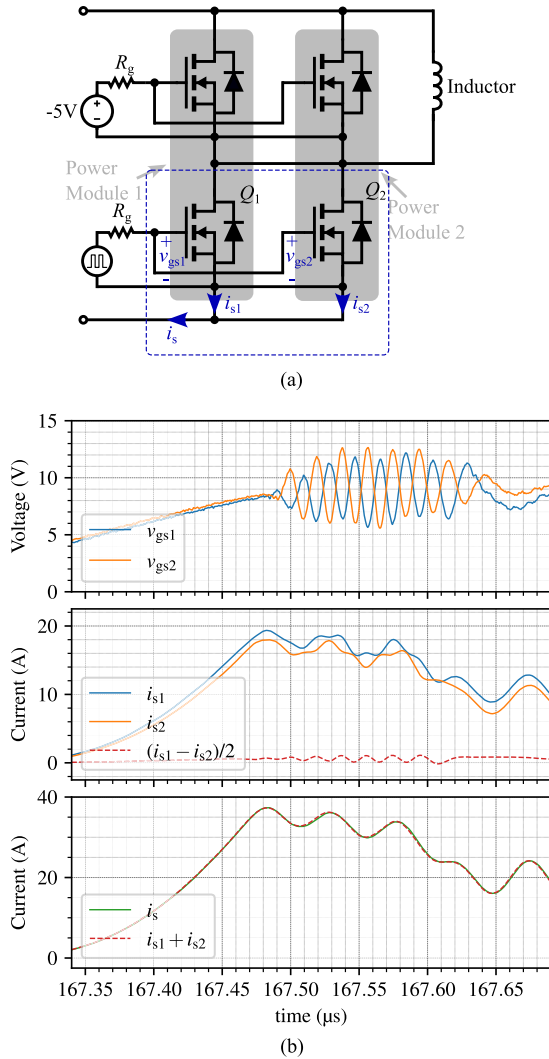 R_g
-5V
Inductor
Power
Module 1
Q_1
Q_2
Power
Module 2
R_g
+
v_gs1
-
+
v_gs2
-
i_s1
i_s2
i_s
(a)
15
10
5
0
Voltage (V)
v_gs1
v_gs2
20
10
0
Current (A)
i_s1
i_s2
(i_s1 − i_s2)/2
40
20
0
Current (A)
i_s
i_s1 + i_s2
167.35 167.40 167.45 167.50 167.55 167.60 167.65
time (μs)
(b)